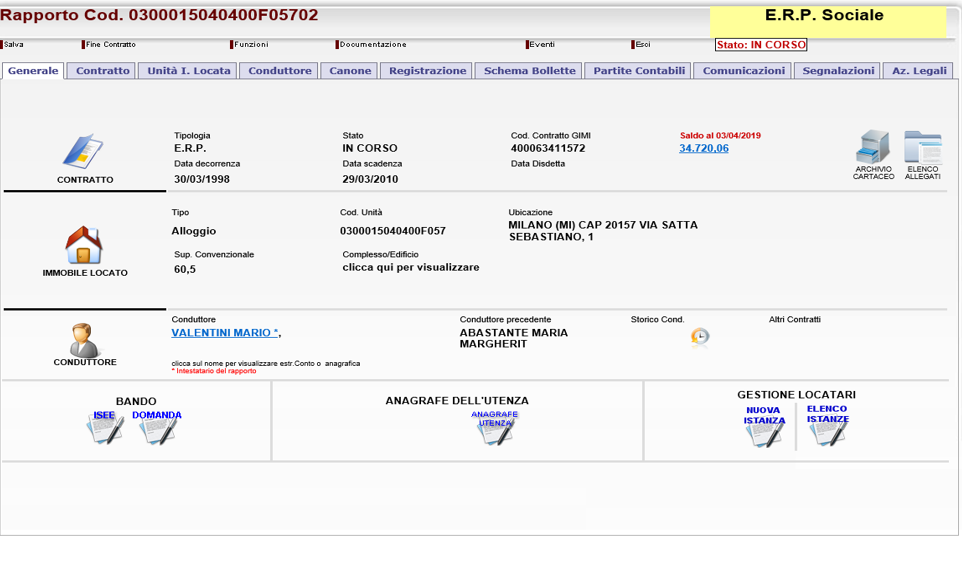 Rapporto Cod. 0300015040400F05702
E.R.P. Sociale
Salva Fine Contratto Funzioni Documentazione Eventi Esci Stato: IN CORSO
Generale Contratto Unità I. Locata Conduttore Canone Registrazione Schema Bollette Partite Contabili Comunicazioni Segnalazioni Az. Legali
Tipologia Stato Cod. Contratto GIMI Saldo al 03/04/2019
E.R.P. IN CORSO 400063411572 34.720,06
Data decorrenza Data scadenza Data Disdetta
30/03/1998 29/03/2010
CONTRATTO
ARCHIVIO
CARTACEO
ELENCO
ALLEGATI
Tipo Cod. Unità Ubicazione
Alloggio 0300015040400F057 MILANO (MI) CAP 20157 VIA SATTA
SEBASTIANO, 1
Sup. Convenzionale Complesso/Edificio
60,5 clicca qui per visualizzare
IMMOBILE LOCATO
Conduttore Conduttore precedente Storico Cond. Altri Contratti
VALENTINI MARIO *, ABASTANTE MARIA
MARGHERIT
CONDUTTORE
clicca sul nome per visualizzare estr.Conto o anagrafica
* Intestatario del rapporto
BANDO
ISEE DOMANDA
ANAGRAFE DELL'UTENZA
ANAGRAFE
UTENZA
GESTIONE LOCATARI
NUOVA
ISTANZA
ELENCO
ISTANZE